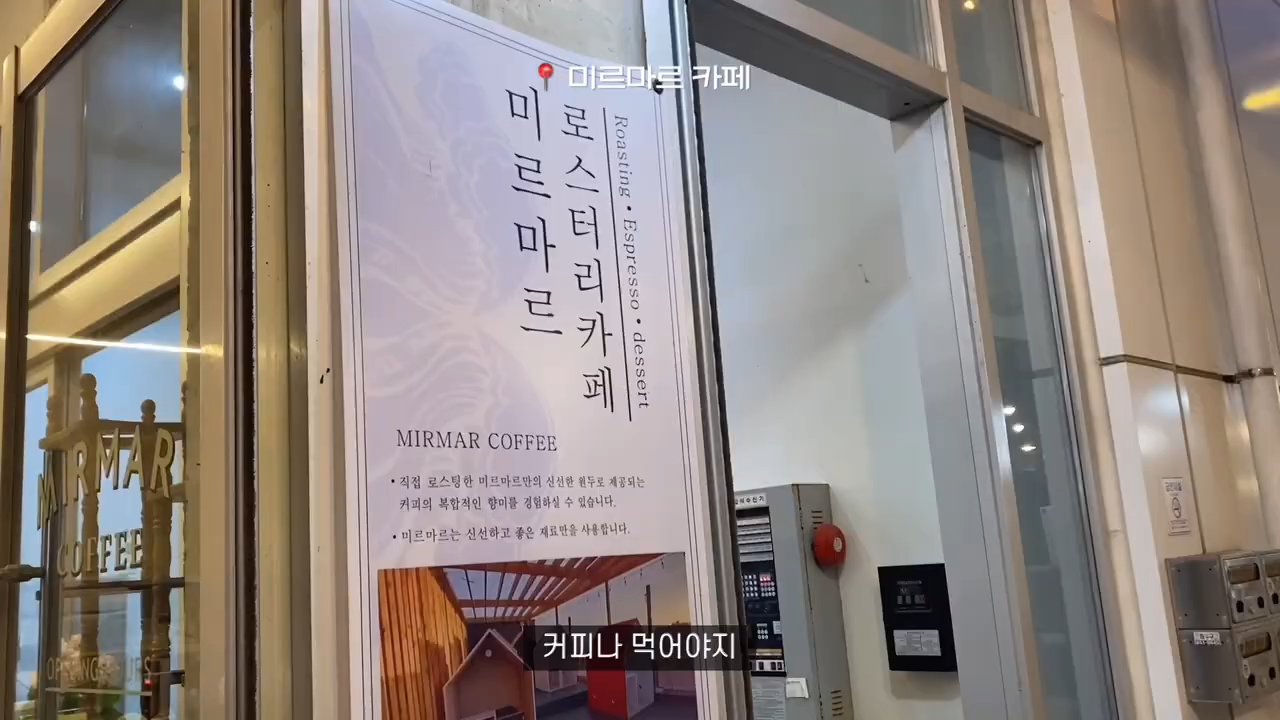 미르마르 카페
로스터리카페
미르마르
Roasting • Espresso • dessert
MIRMAR COFFEE
• 직접 로스팅한 미르마르만의 신선한 원두로 제공되는
커피의 복합적인 향미를 경험하실 수 있습니다.
• 미르마르는 신선하고 좋은 재료만을 사용합니다.
MIRMAR
COFFEE
커피나 먹어야지